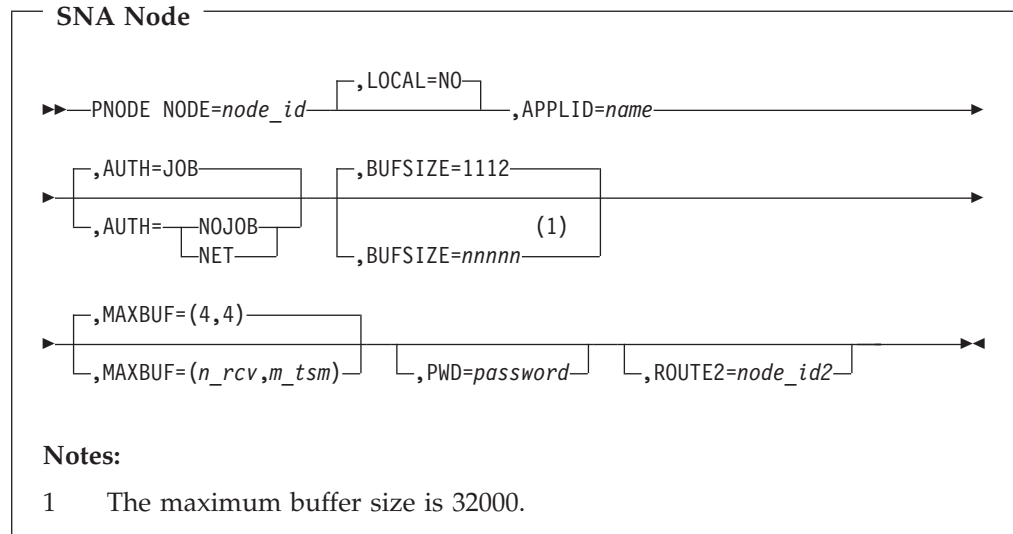 SNA Node
,LOCAL=NO
PNODE NODE=node_id ,APPLID=name
,AUTH=JOB ,BUFSIZE=1112
,AUTH= NOJOB (1)
NET ,BUFSIZE=nnnnn
,MAXBUF=(4,4)
,MAXBUF=(n_rcv,m_tsm) ,PWD=password ,ROUTE2=node_id2
Notes:
1 The maximum buffer size is 32000.